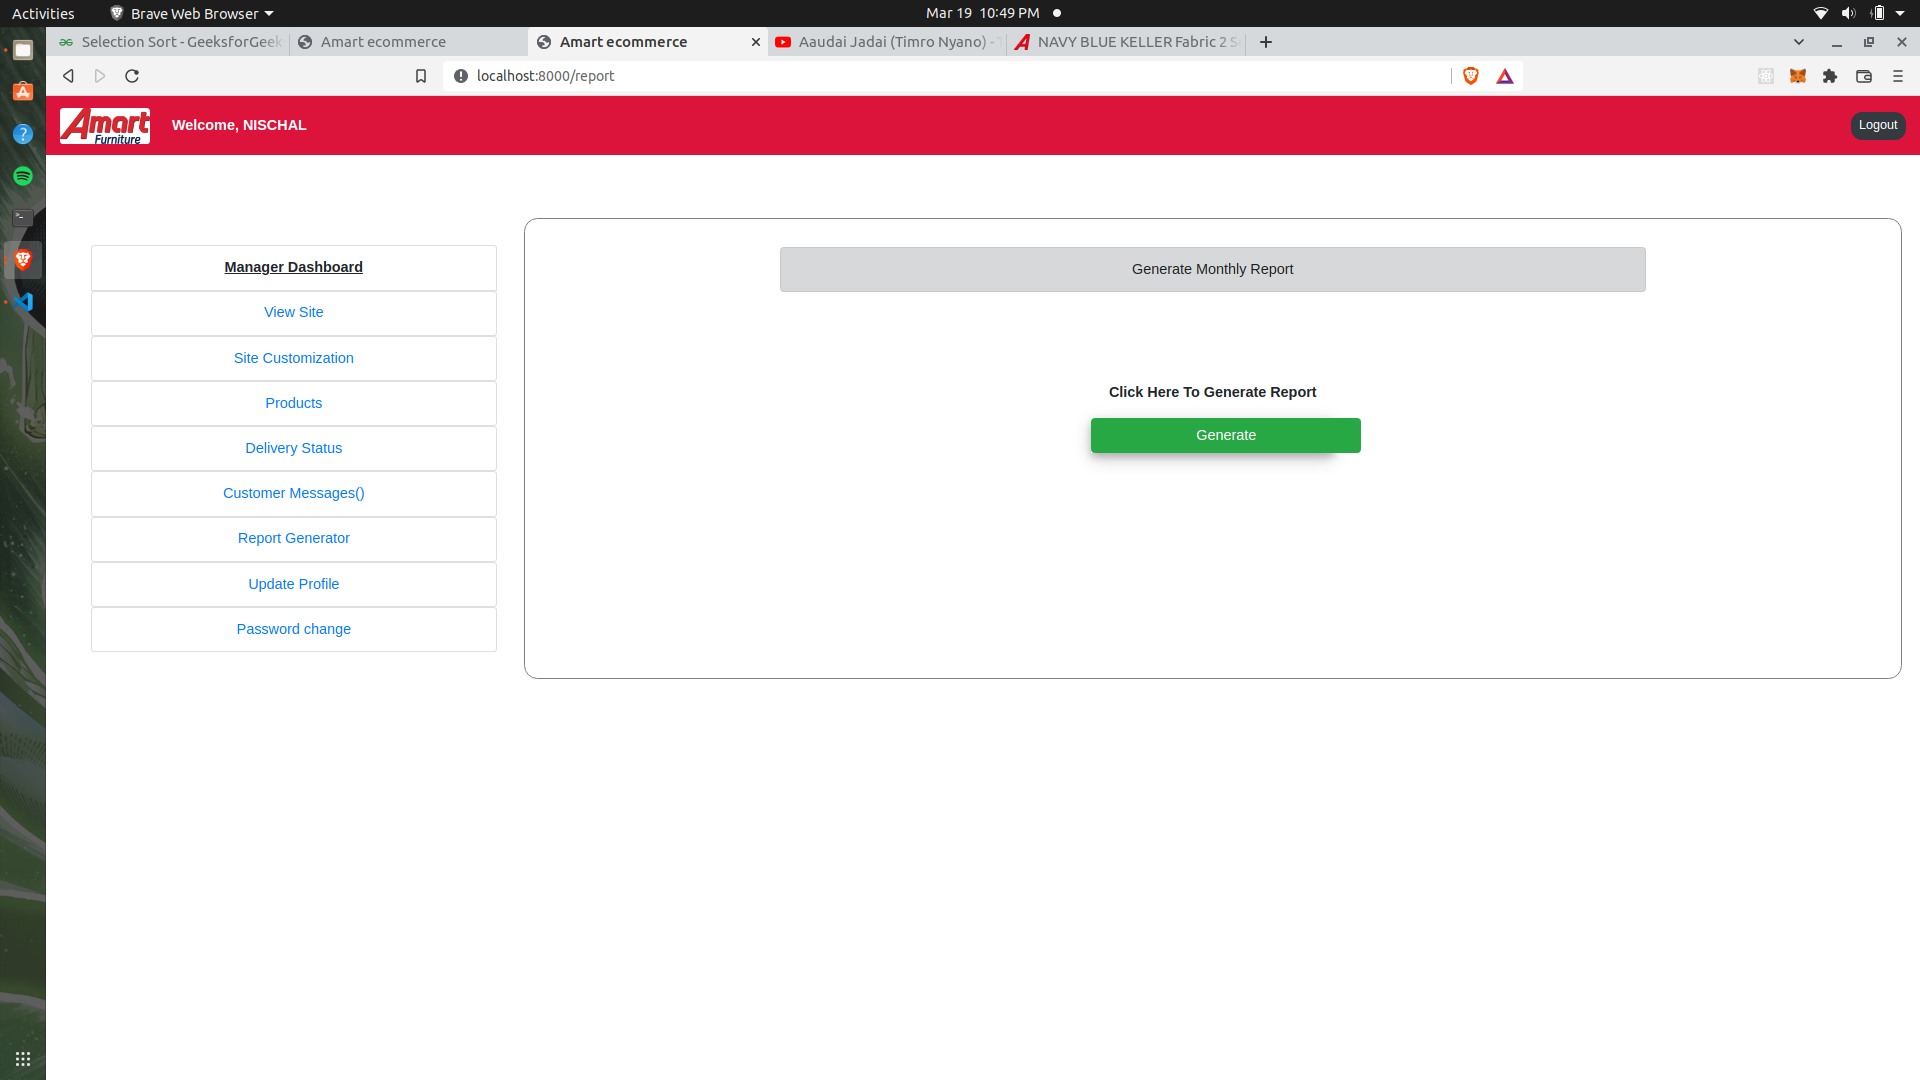 Activities
Brave Web Browser
Mar 19 10:49 PM
Selection Sort - GeeksforGeek
Amart ecommerce
Amart ecommerce
Aaudai Jadai (Timro Nyano) -
NAVY BLUE KELLER Fabric 2 S
localhost:8000/report
Amart
Furniture
Welcome, NISCHAL
Logout
Manager Dashboard
View Site
Site Customization
Products
Delivery Status
Customer Messages()
Report Generator
Update Profile
Password change
Generate Monthly Report
Click Here To Generate Report
Generate